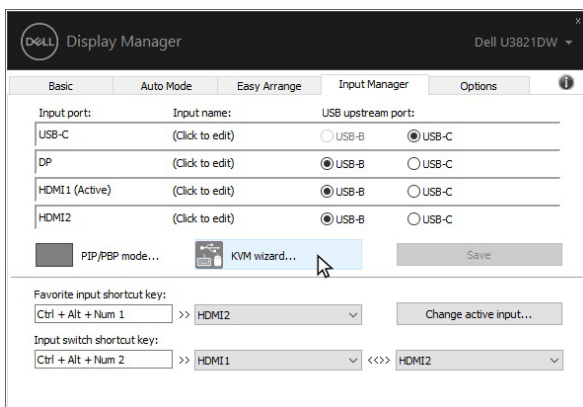 DELL Display Manager Dell U3821DW
x
Basic Auto Mode Easy Arrange Input Manager Options i
Input port: Input name: USB upstream port:
USB-C (Click to edit) USB-B USB-C
DP (Click to edit) USB-B USB-C
HDMI1 (Active) (Click to edit) USB-B USB-C
HDMI2 (Click to edit) USB-B USB-C
PIP/PBP mode... KVM wizard... Save
Favorite input shortcut key:
Ctrl + Alt + Num 1 >> HDMI2 Change active input...
Input switch shortcut key:
Ctrl + Alt + Num 2 >> HDMI1 <<>> HDMI2